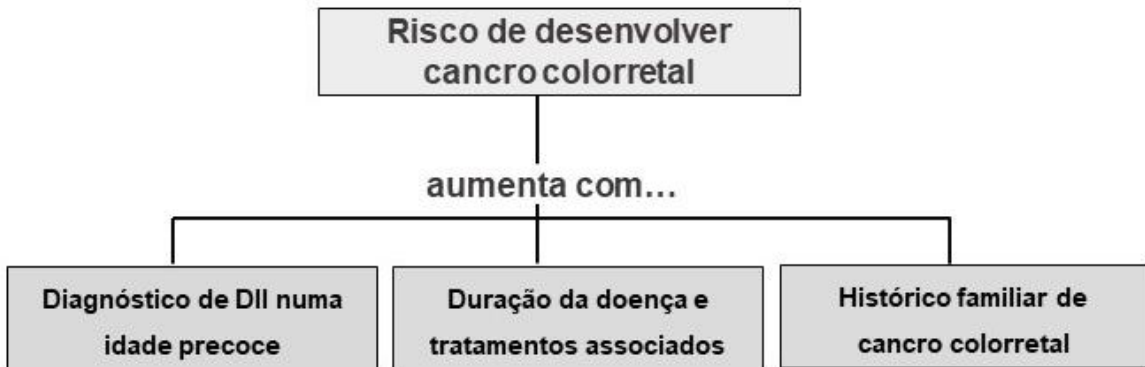 Risco de desenvolver
cancro colorretal
aumenta com…
Diagnóstico de DII numa
idade precoce
Duração da doença e
tratamentos associados
Histórico familiar de
cancro colorretal